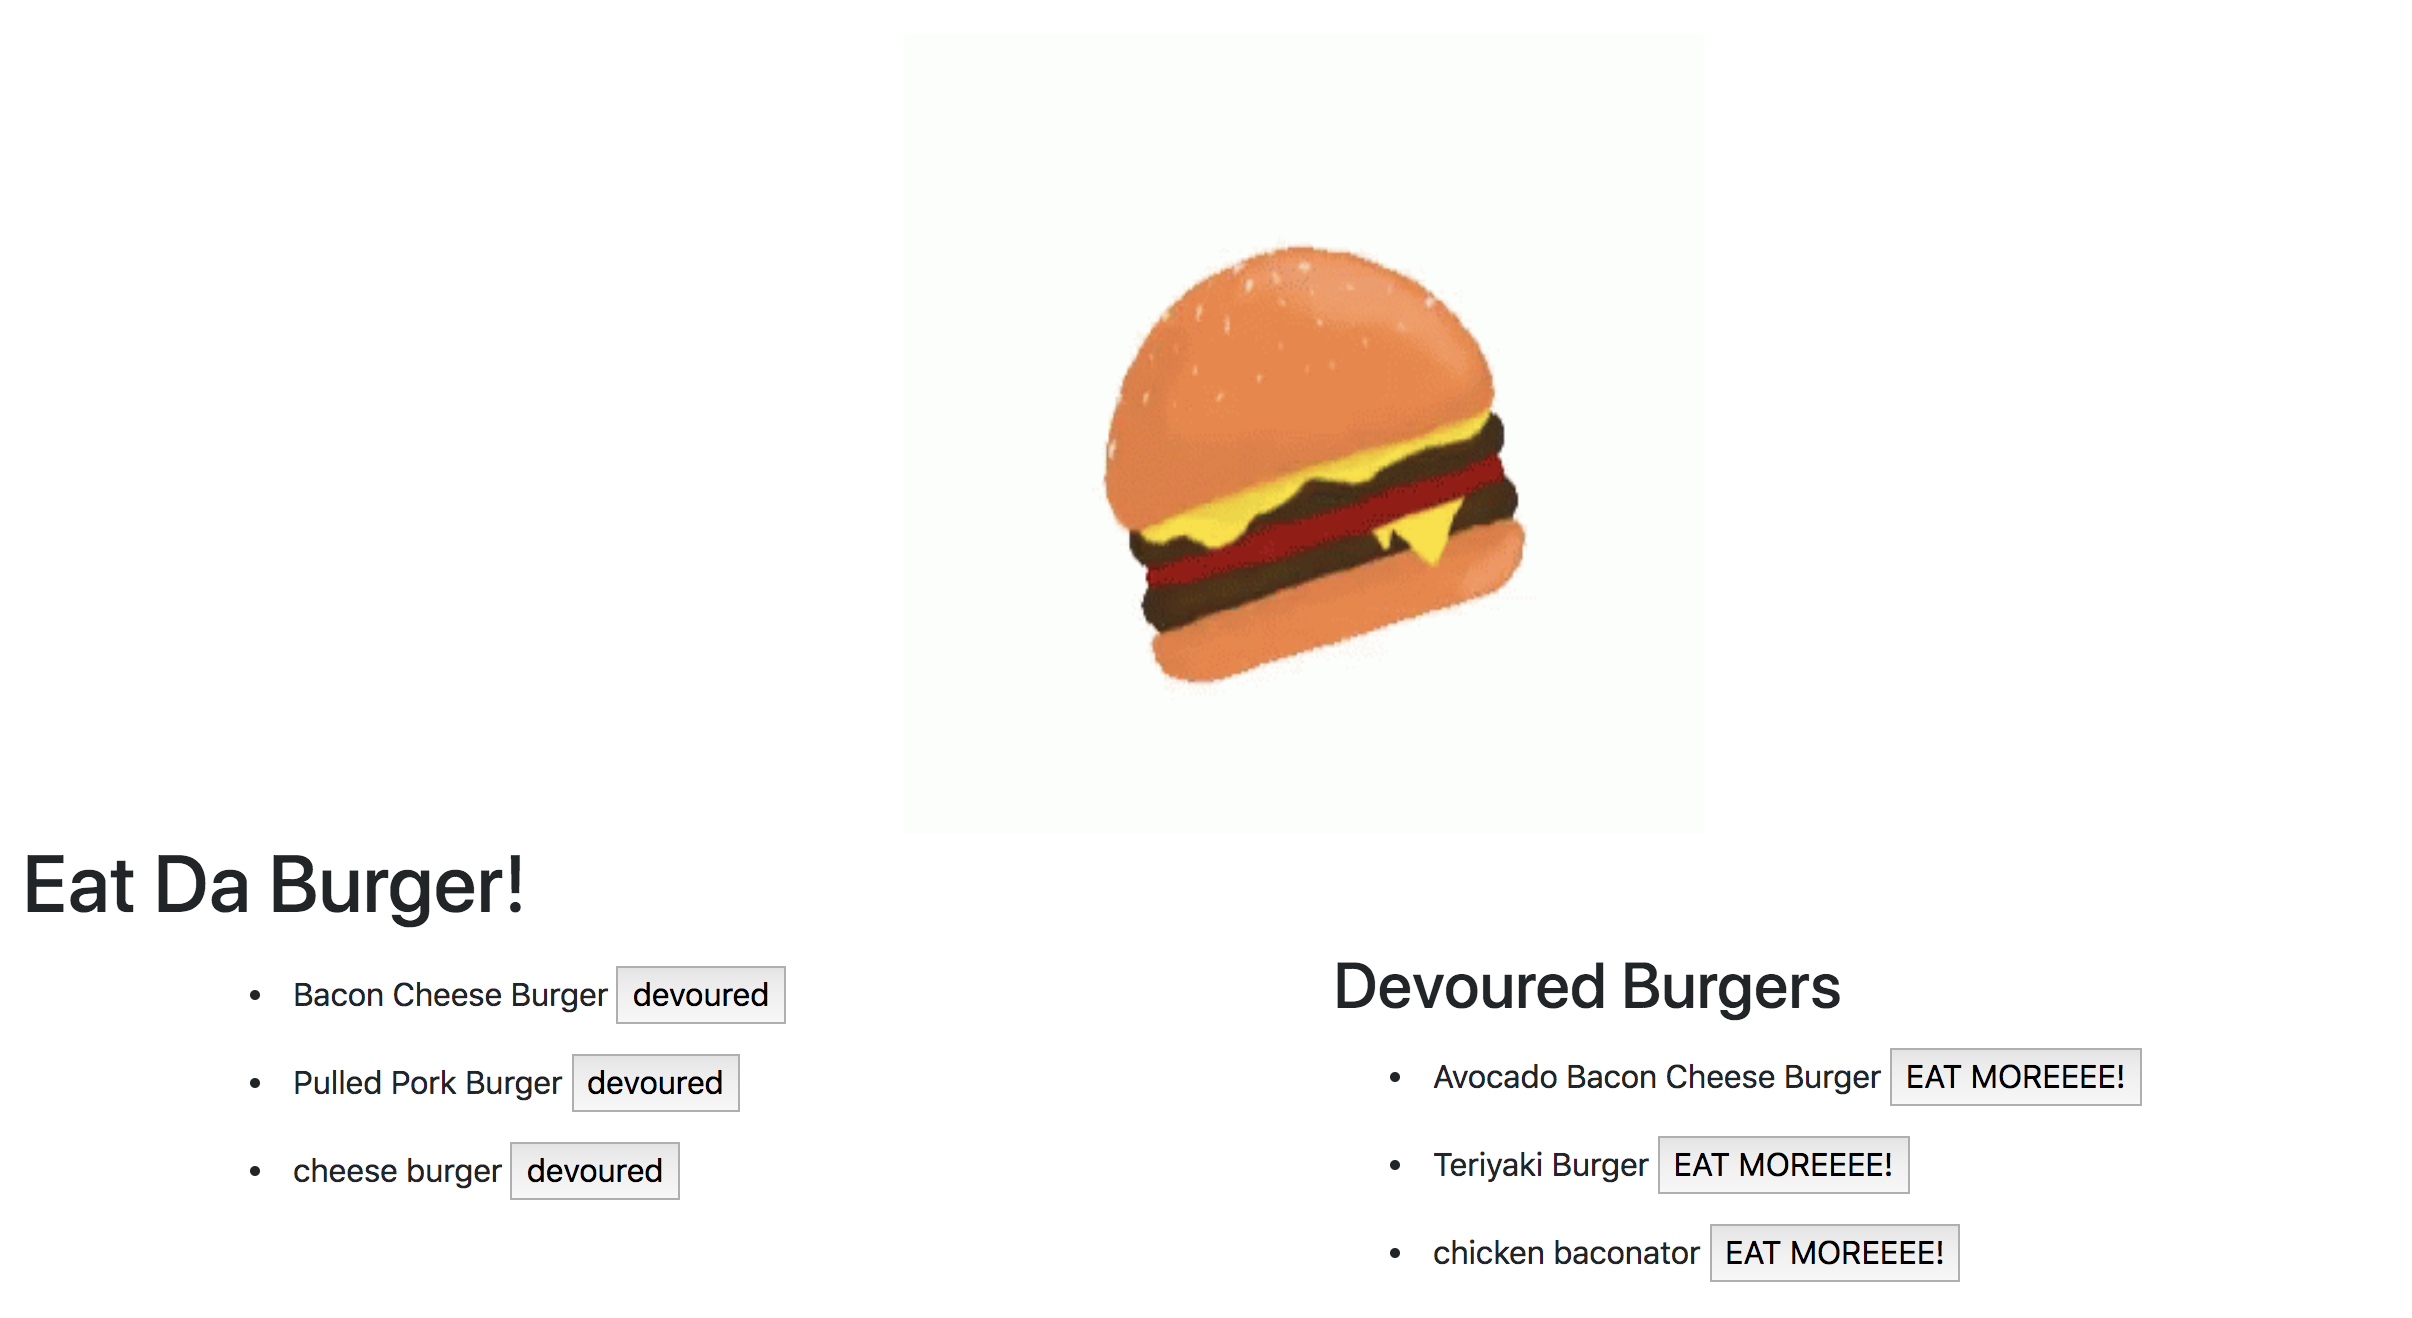 Eat Da Burger!
Bacon Cheese Burger devoured
Pulled Pork Burger devoured
cheese burger devoured
Devoured Burgers
Avocado Bacon Cheese Burger EAT MOREEEE!
Teriyaki Burger EAT MOREEEE!
chicken baconator EAT MOREEEE!